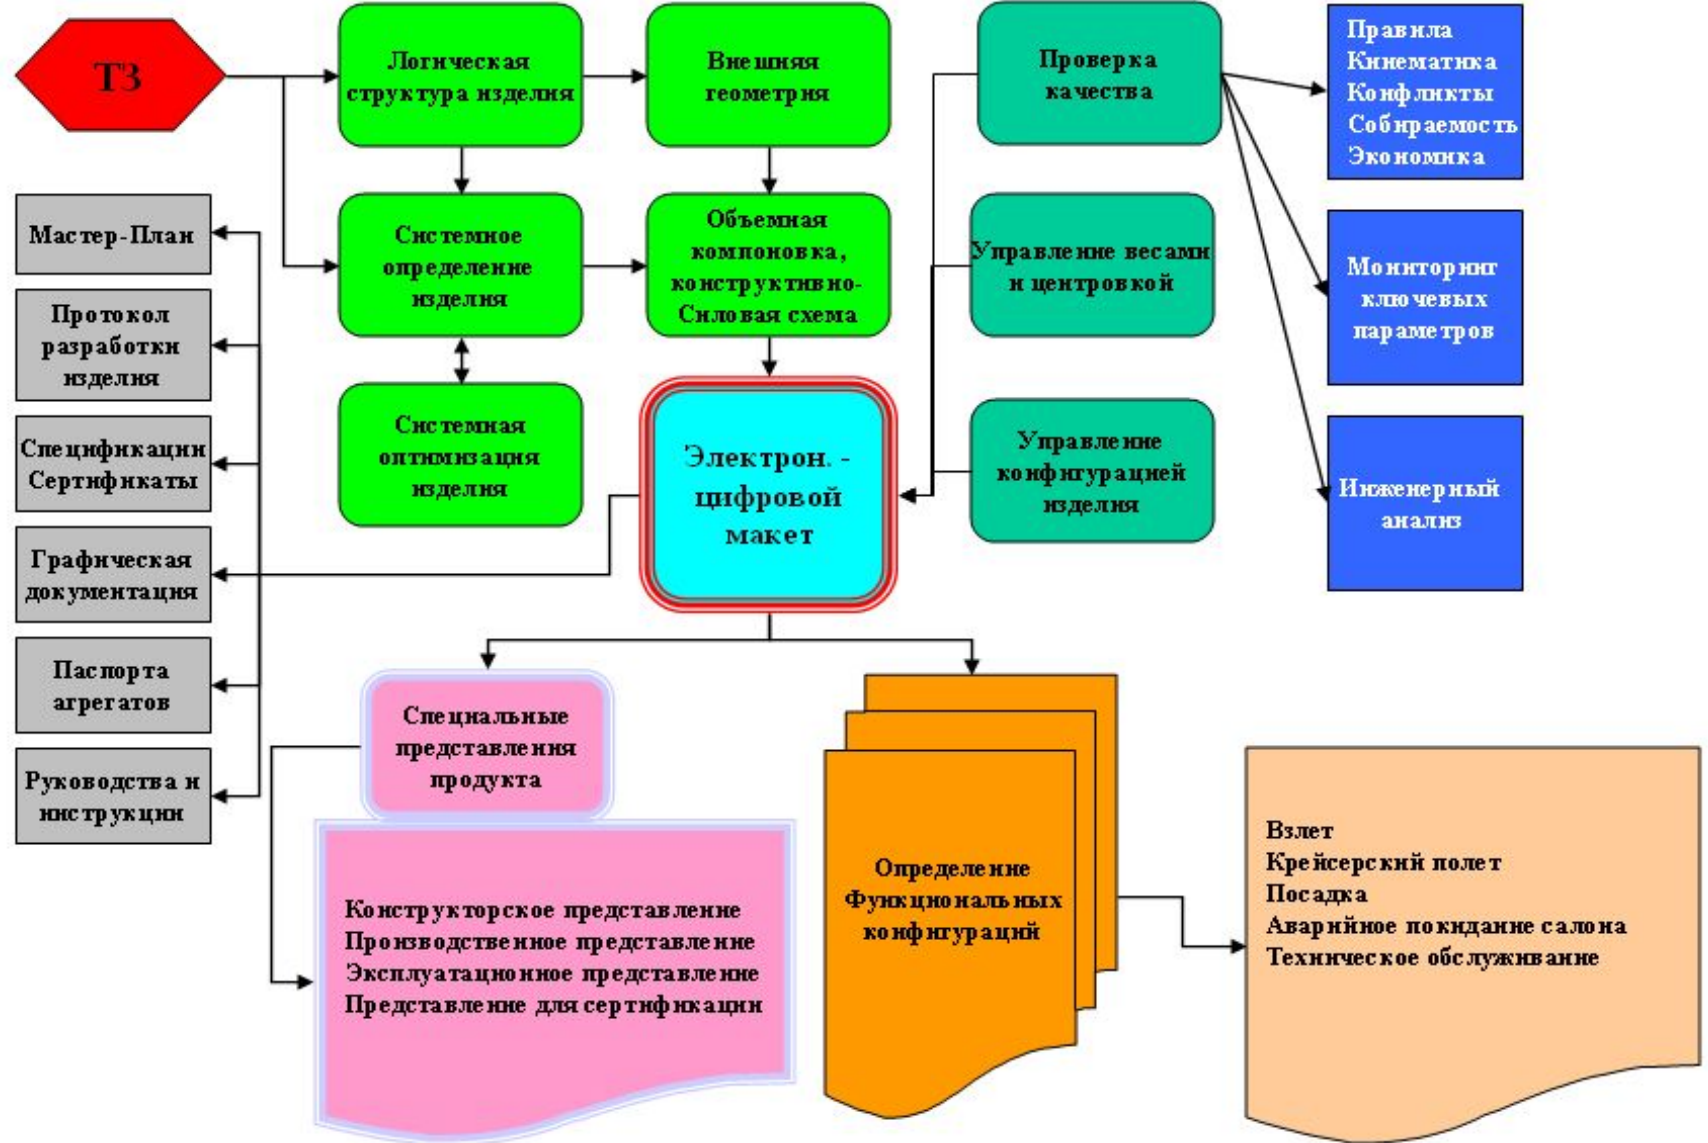 ТЗ
Логическая
структура изделия
Внешняя
геометрия
Проверка
качества
Правила
Кинематика
Конфликты
Собираемость
Экономика
Мастер-План
Системное
определение
изделия
Объемная
компоновка,
конструктивно-
Силовая схема
Управление весами
и центровкой
Мониторинг
ключевых
параметров
Протокол
разработки
изделия
Спецификации
Сертификаты
Системная
оптимизация
изделия
Электрон. -
цифровой
макет
Управление
конфигурацией
изделия
Инженерный
анализ
Графическая
документация
Паспорта
агрегатов
Руководства и
инструкции
Специальные
представления
продукта
Конструкторское представление
Производственное представление
Эксплуатационное представление
Представление для сертификации
Определение
Функциональных
конфигураций
Взлет
Крейсерский полет
Посадка
Аварийное покидание салона
Техническое обслуживание